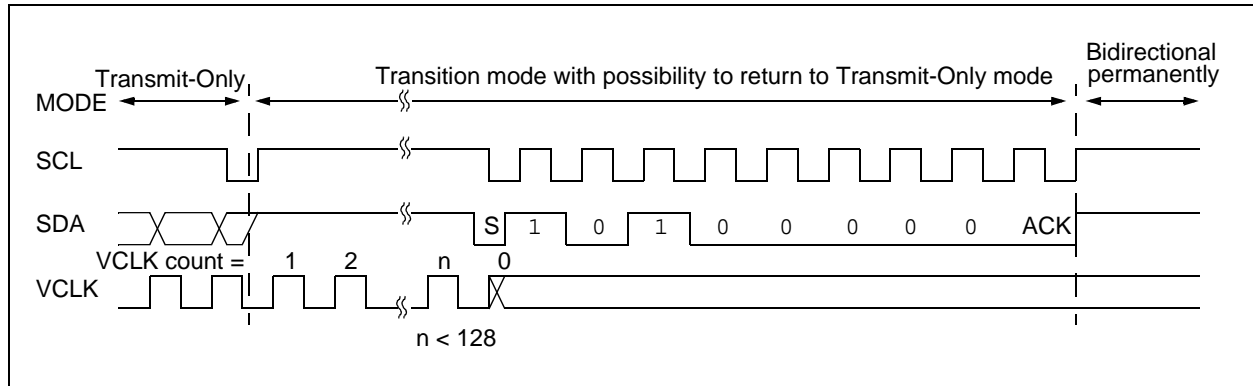 Transmit-Only
Transition mode with possibility to return to Transmit-Only mode
Bidirectional
permanently
MODE
SCL
SDA
S 1 0 1 0 0 0 0 0 ACK
VCLK count = 1 2 n 0
VCLK
n < 128